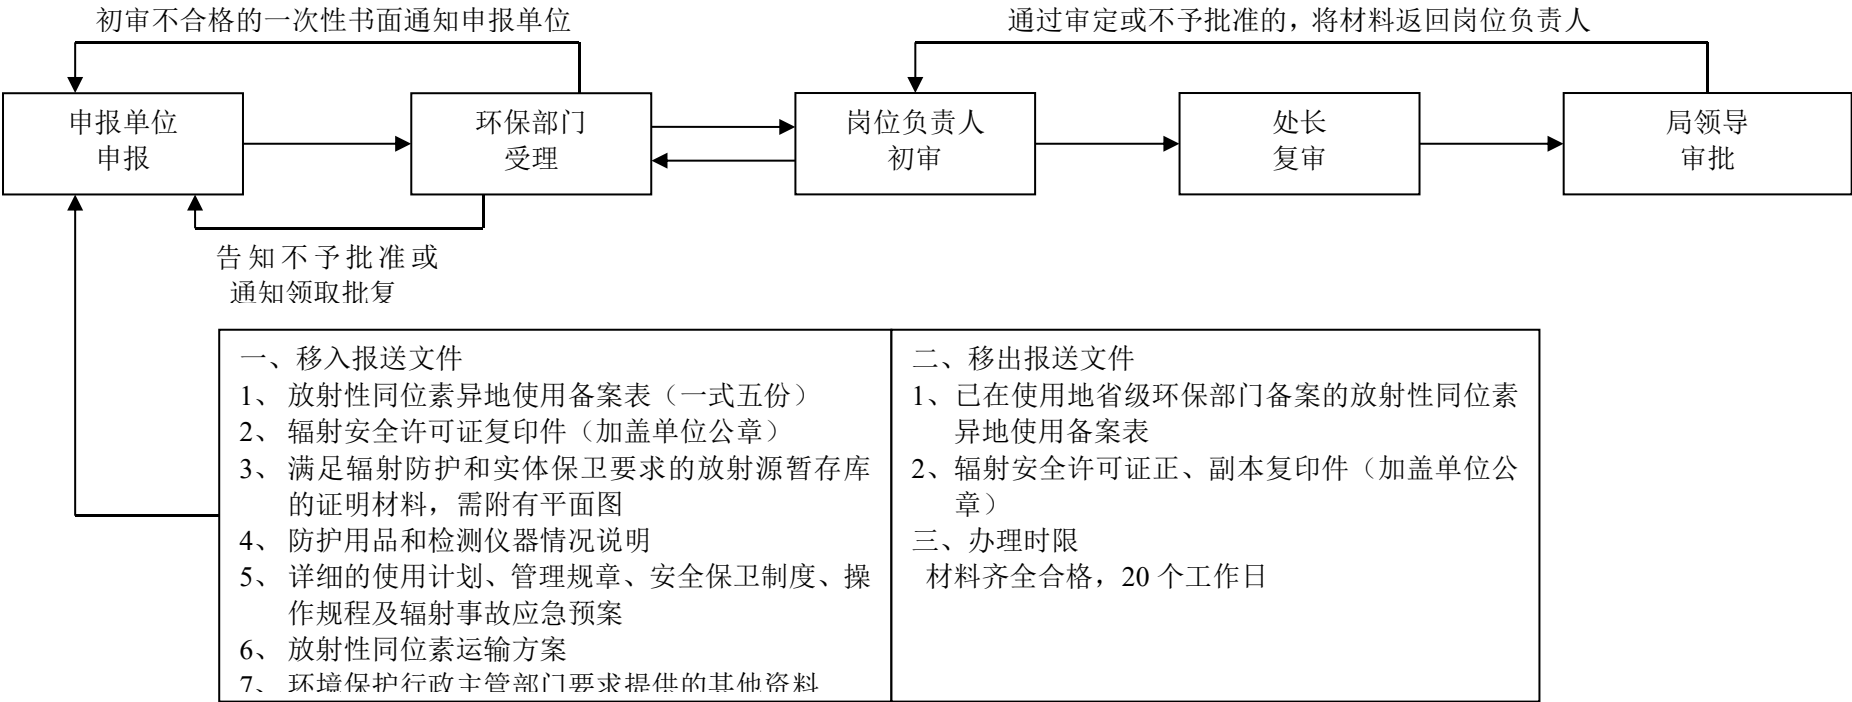 初审不合格的一次性书面通知申报单位
通过审定或不予批准的，将材料返回岗位负责人
申报单位
申报
环保部门
受理
岗位负责人
初审
处长
复审
局领导
审批
告知不予批准或
通知领取批复
一、移入报送文件
1、 放射性同位素异地使用备案表（一式五份）
2、 辐射安全许可证复印件（加盖单位公章）
3、 满足辐射防护和实体保卫要求的放射源暂存库
的证明材料，需附有平面图
4、 防护用品和检测仪器情况说明
5、 详细的使用计划、管理规章、安全保卫制度、操
作规程及辐射事故应急预案
6、 放射性同位素运输方案
7、 环境保护行政主管部门要求提供的其他资料
二、移出报送文件
1、已在使用地省级环保部门备案的放射性同位素
异地使用备案表
2、辐射安全许可证正、副本复印件（加盖单位公
章）
三、办理时限
材料齐全合格，20 个工作日